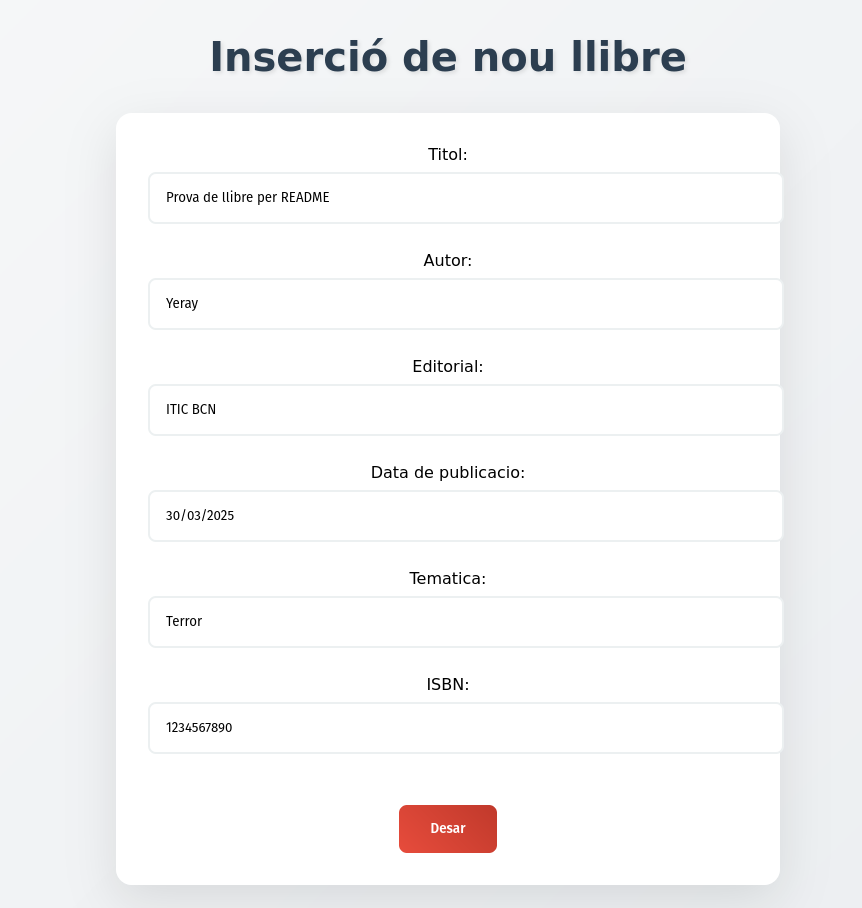 Inserció de nou llibre
Titol:
Prova de llibre per README
Autor:
Yeray
Editorial:
ITIC BCN
Data de publicacio:
30/03/2025
Tematica:
Terror
ISBN:
1234567890
Desar